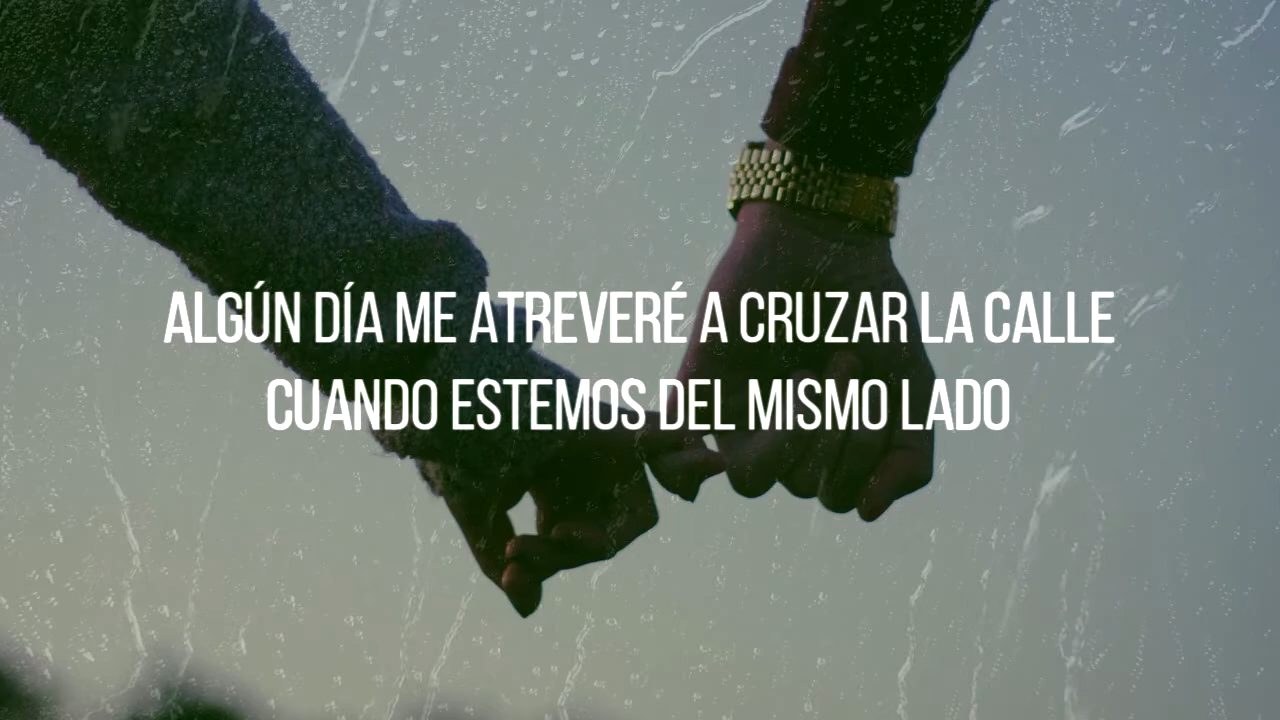 ALGÚN DÍA ME ATREVERÉ A CRUZAR LA CALLE
CUANDO ESTEMOS DEL MISMO LADO